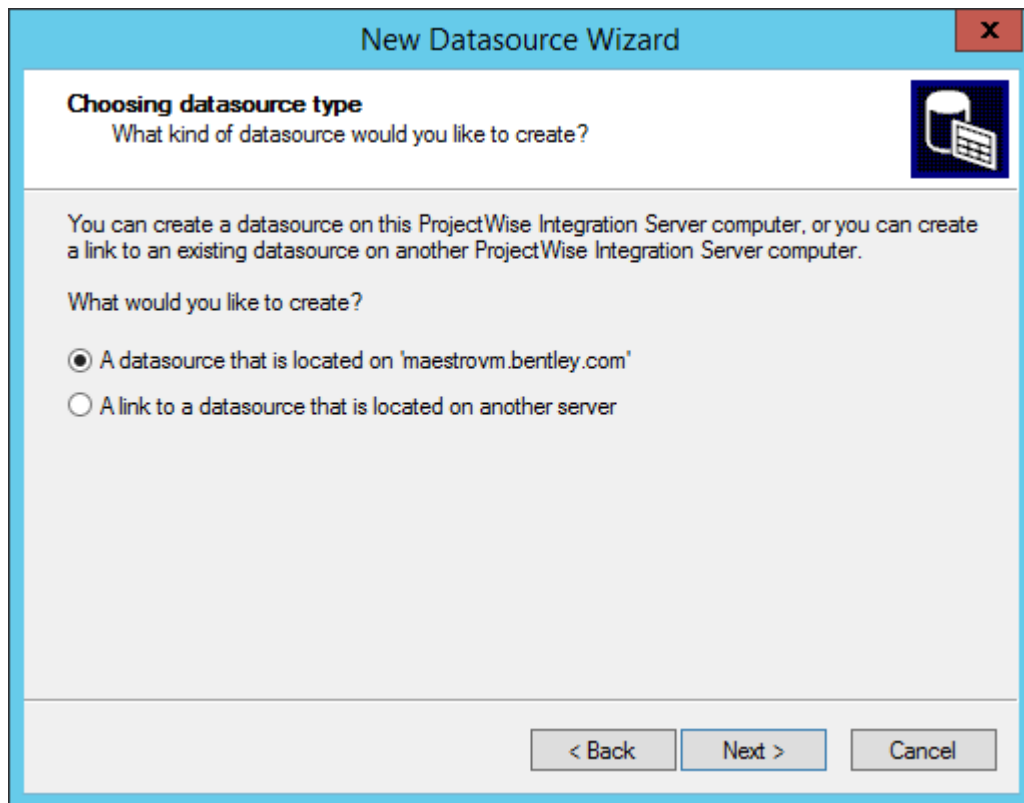 New Datasource Wizard
x
Choosing datasource type
What kind of datasource would you like to create?
You can create a datasource on this ProjectWise Integration Server computer, or you can create
a link to an existing datasource on another ProjectWise Integration Server computer.
What would you like to create?
A datasource that is located on 'maestrovm.bentley.com'
A link to a datasource that is located on another server
< Back
Next >
Cancel